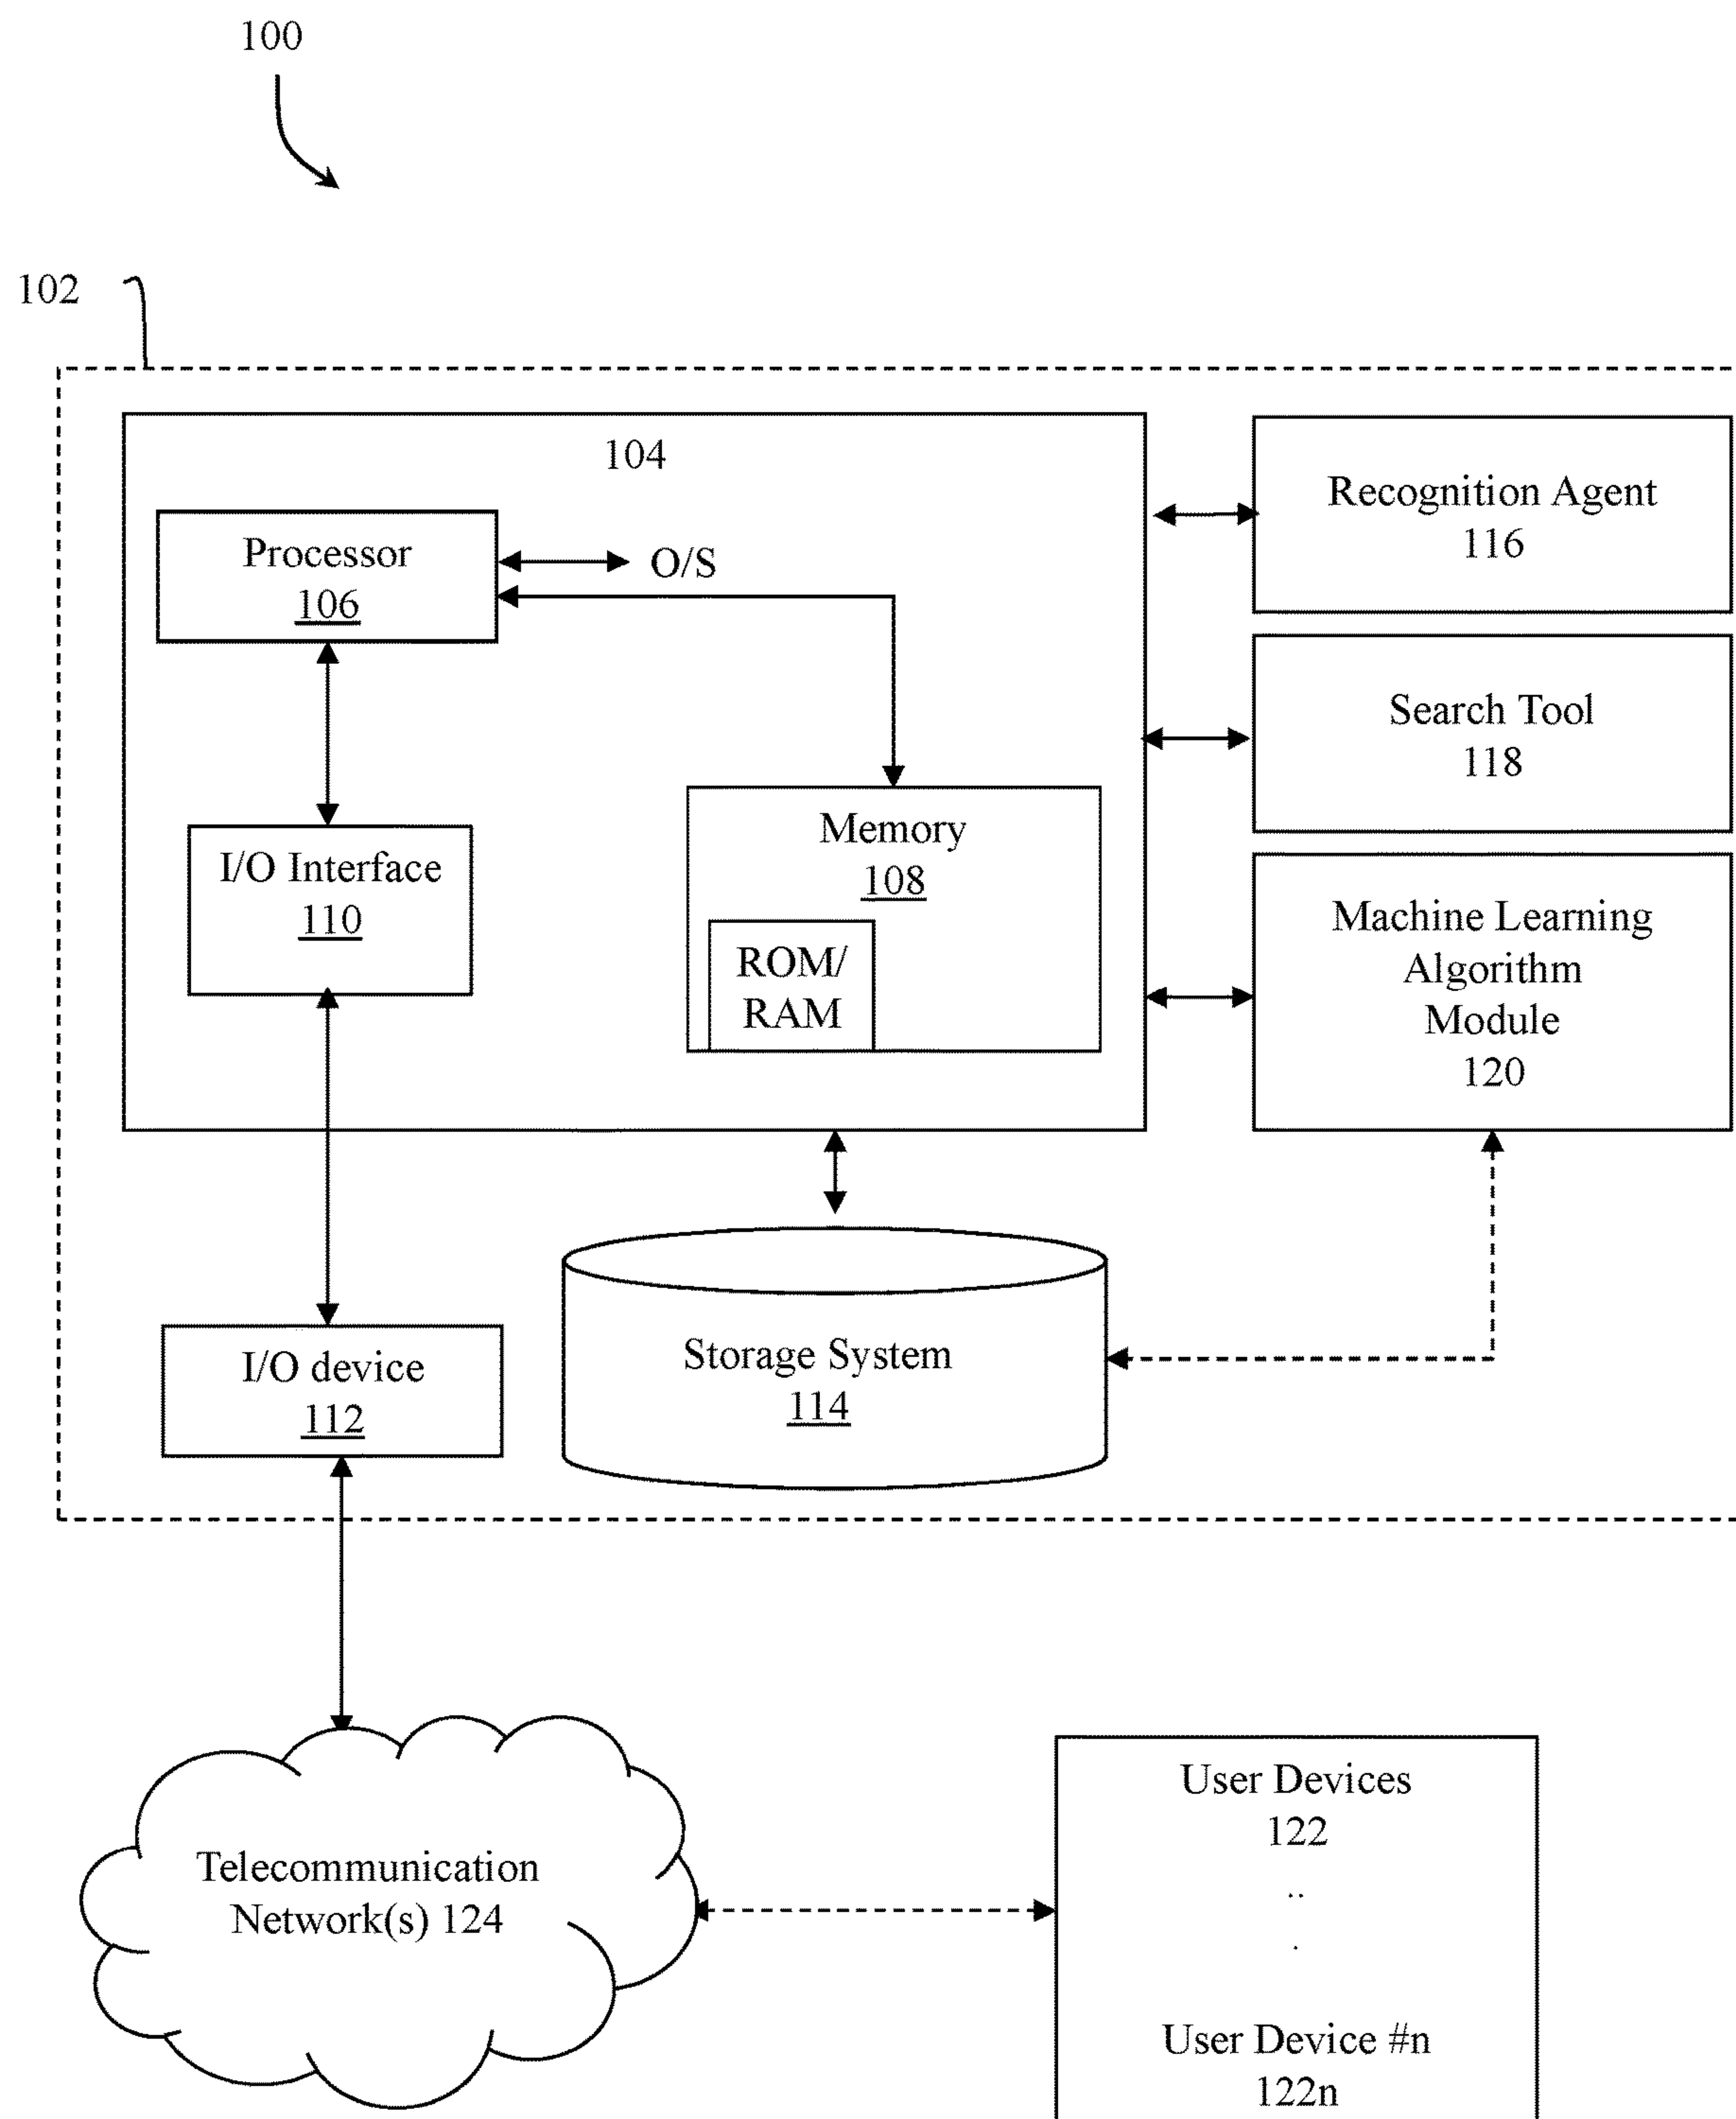 100
102
104
Processor
106
O/S
I/O Interface
110
Memory
108
ROM/
RAM
Recognition Agent
116
Search Tool
118
Machine Learning
Algorithm
Module
120
I/O device
112
Storage System
114
Telecommunication
Network(s) 124
User Devices
122
..
.
User Device #n
122n